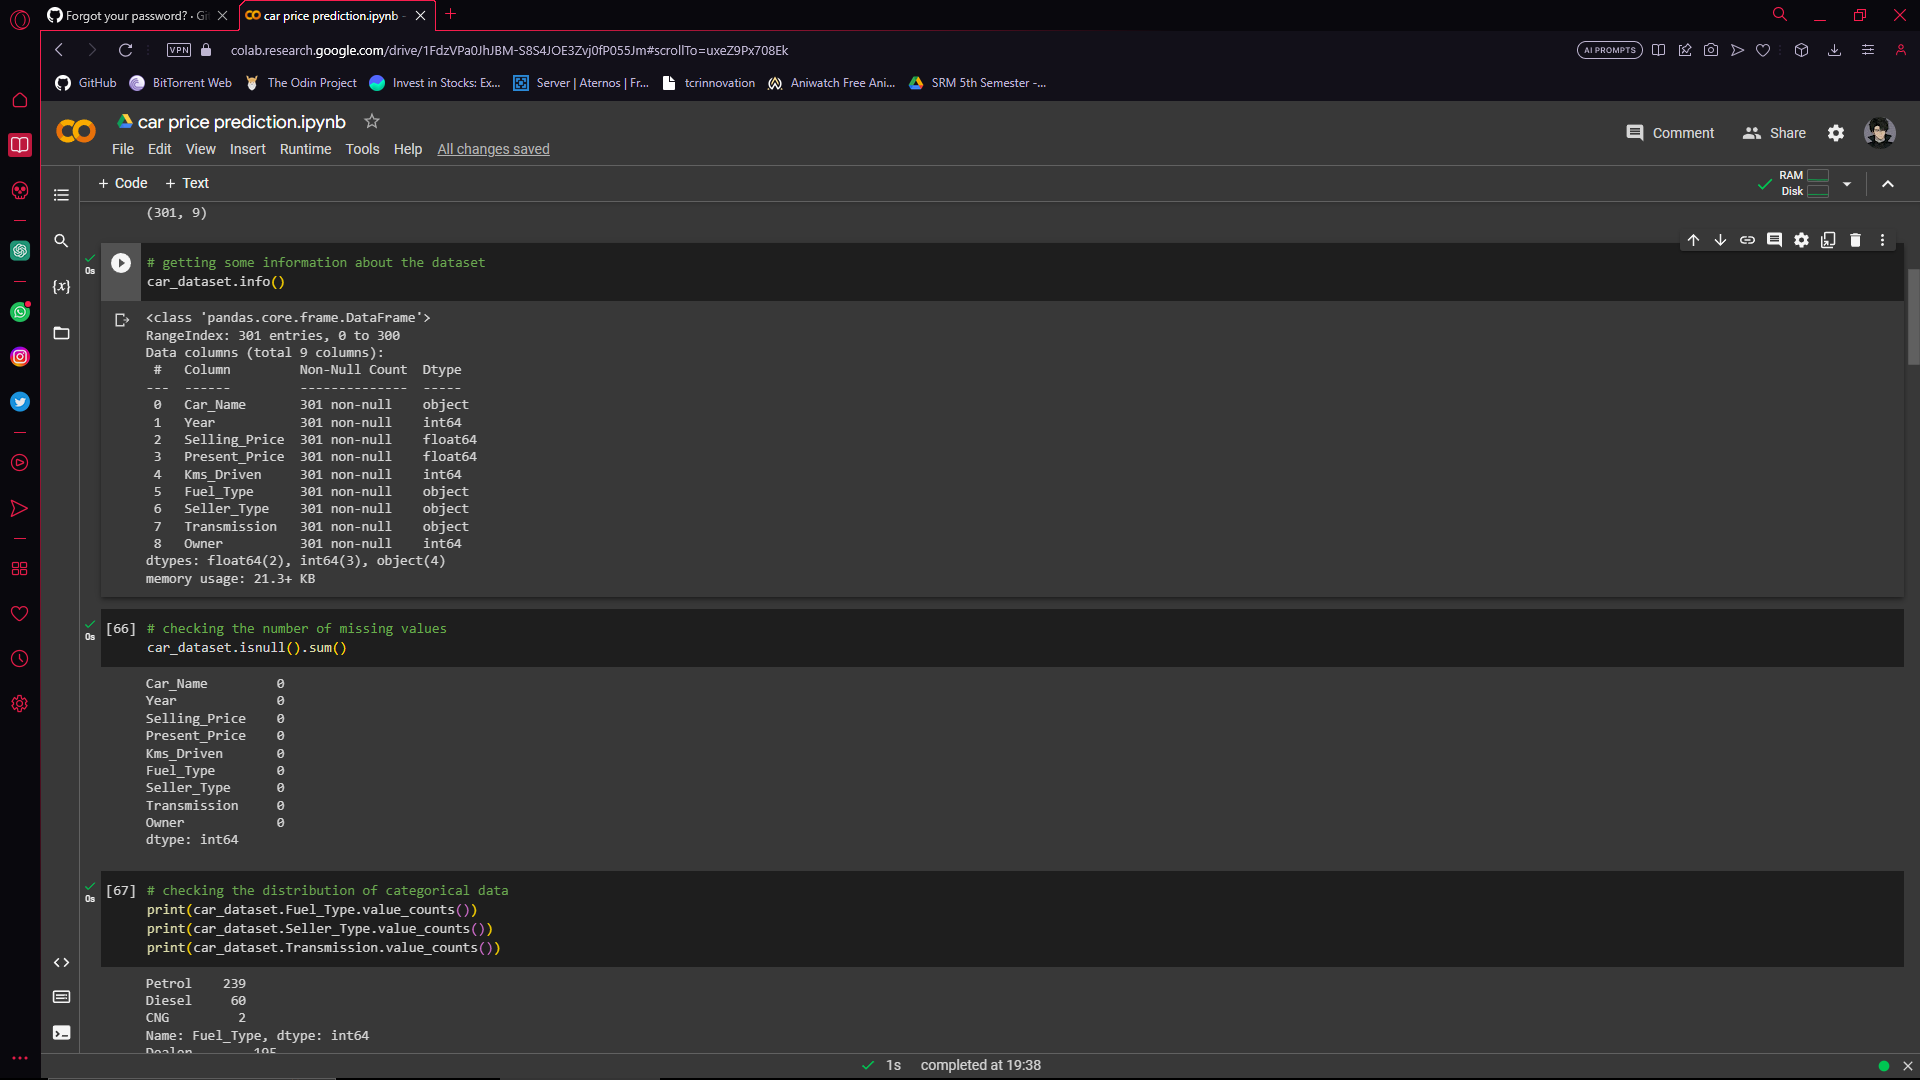 Forgot your password? · Gi
car price prediction.ipynb -
VPN
colab.research.google.com/drive/1FdzVPa0JhJBM-S8S4JOE3Zvj0fP055Jm#scrollTo=uxeZ9Px708Ek
AI PROMPTS
GitHub
BitTorrent Web
The Odin Project
Invest in Stocks: Ex...
Server | Aternos | Fr...
tcrinnovation
Aniwatch Free Ani...
SRM 5th Semester -...
car price prediction.ipynb
Comment
Share
File Edit View Insert Runtime Tools Help All changes saved
+ Code + Text
RAM
Disk
(301, 9)
0s
# getting some information about the dataset
car_dataset.info()
{x}
<class 'pandas.core.frame.DataFrame'>
RangeIndex: 301 entries, 0 to 300
Data columns (total 9 columns):
#   Column         Non-Null Count  Dtype
---  ------         --------------  -----
0   Car_Name       301 non-null    object
1   Year           301 non-null    int64
2   Selling_Price  301 non-null    float64
3   Present_Price  301 non-null    float64
4   Kms_Driven     301 non-null    int64
5   Fuel_Type      301 non-null    object
6   Seller_Type    301 non-null    object
7   Transmission   301 non-null    object
8   Owner          301 non-null    int64
dtypes: float64(2), int64(3), object(4)
memory usage: 21.3+ KB
0s
[66] # checking the number of missing values
car_dataset.isnull().sum()
Car_Name         0
Year             0
Selling_Price    0
Present_Price    0
Kms_Driven       0
Fuel_Type        0
Seller_Type      0
Transmission     0
Owner            0
dtype: int64
0s
[67] # checking the distribution of categorical data
print(car_dataset.Fuel_Type.value_counts())
print(car_dataset.Seller_Type.value_counts())
print(car_dataset.Transmission.value_counts())
Petrol    239
Diesel     60
CNG         2
Name: Fuel_Type, dtype: int64
Dealer        195
1s completed at 19:38